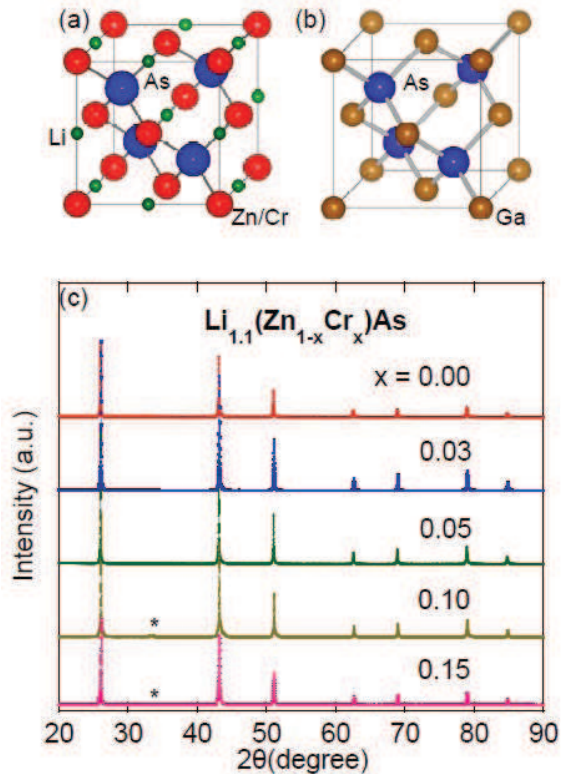 (a)
As
Li
Zn/Cr
(b)
As
Ga
(c)
Li1.1(Zn1-xCrx)As
x = 0.00
0.03
0.05
0.10
*
0.15
*
Intensity (a.u.)
20 30 40 50 60 70 80 90
2θ(degree)